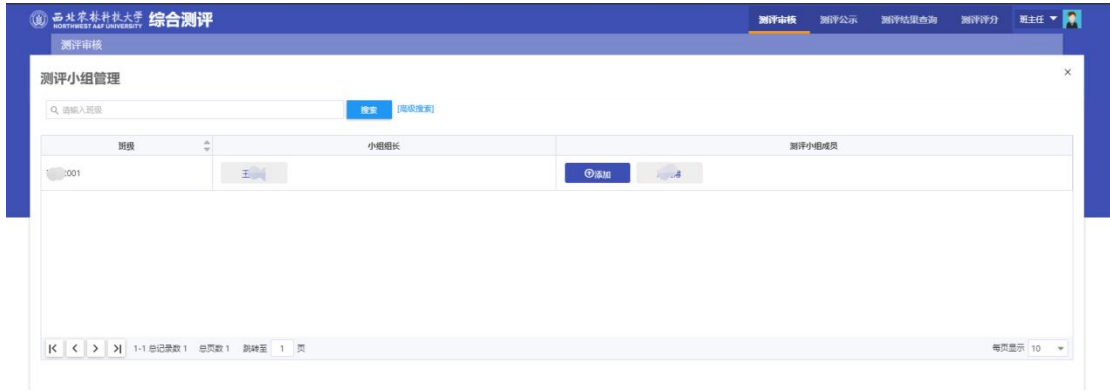 西北农林科技大学 综合测评 测评审核 测评公示 测评结果查询 测评评分 班主任
NORTHWEST A&F UNIVERSITY
测评审核
测评小组管理 ×
请输入班级 搜索 [高级搜索]
班级 小组组长 测评小组成员
:001 王 添加
1-1 总记录数 1 总页数 1 跳转至 1 页 每页显示 10